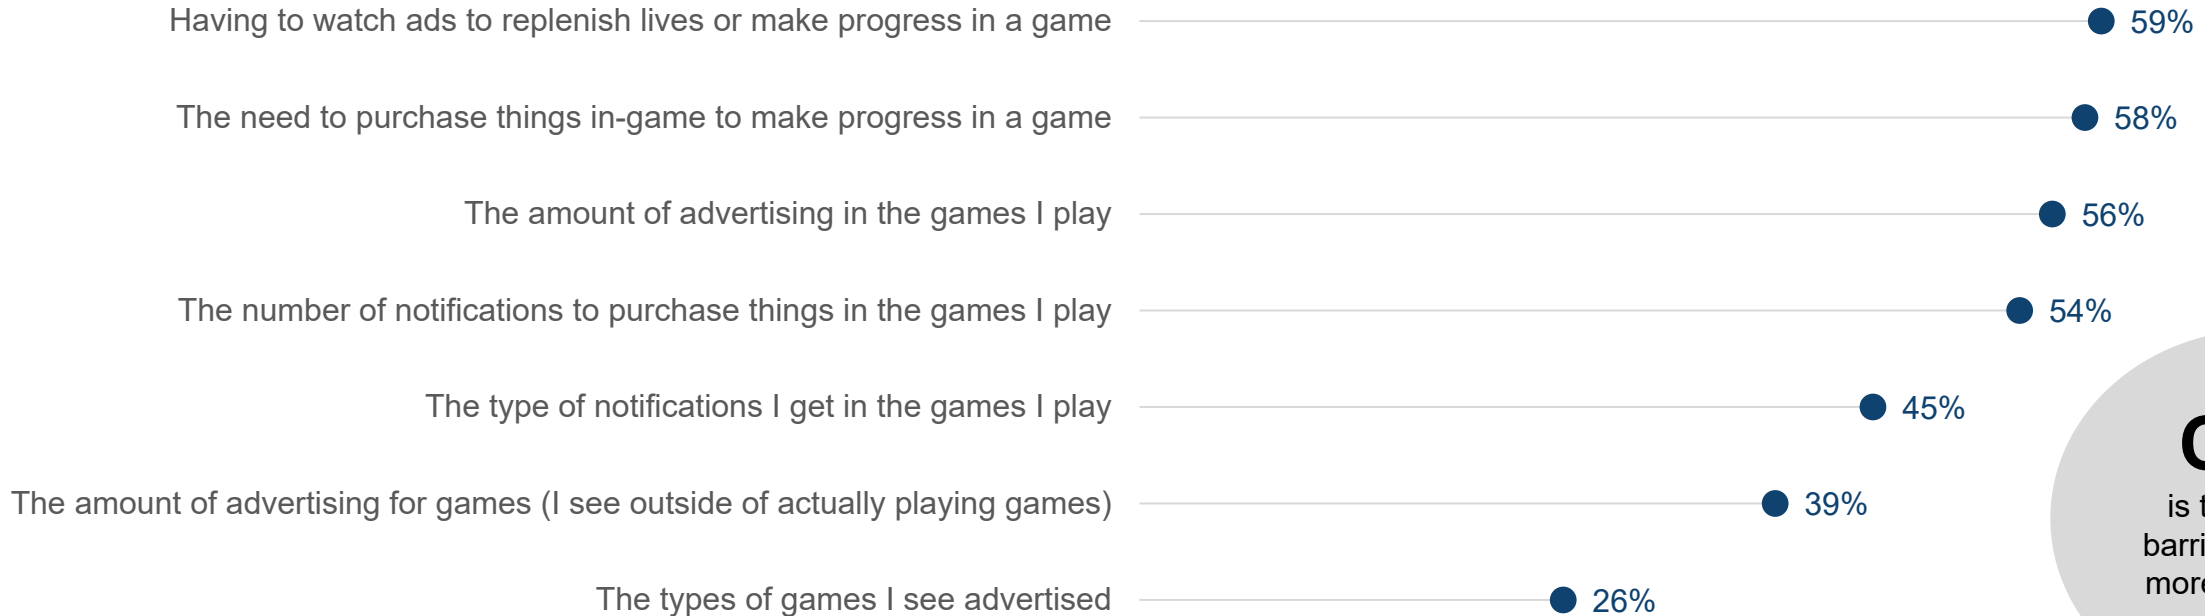 Having to watch ads to replenish lives or make progress in a game 59%
The need to purchase things in-game to make progress in a game 58%
The amount of advertising in the games I play 56%
The number of notifications to purchase things in the games I play 54%
The type of notifications I get in the games I play 45%
The amount of advertising for games (I see outside of actually playing games) 39%
The types of games I see advertised 26%
is
more